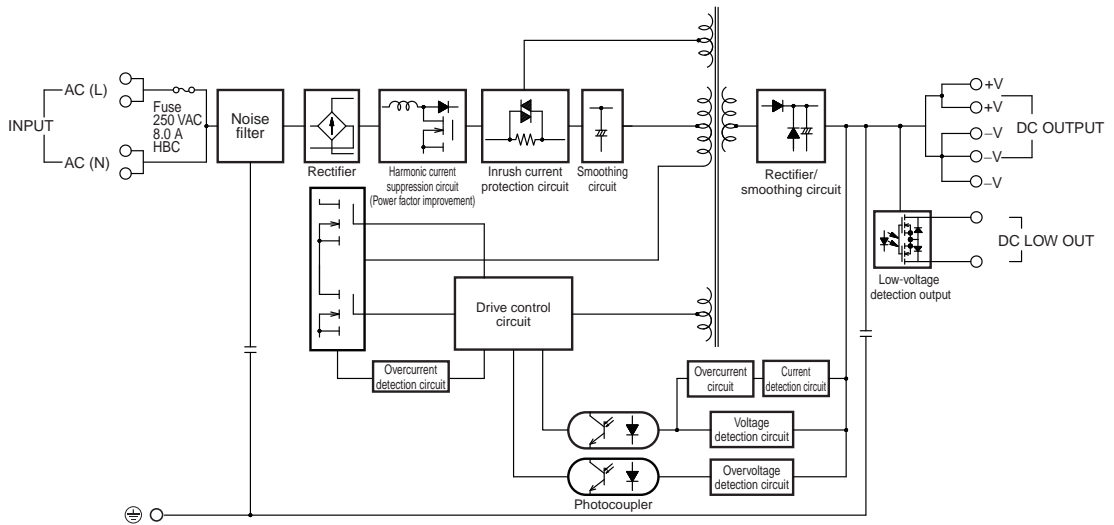 INPUT
AC (L)
AC (N)
Fuse
250 VAC
8.0 A
HBC
Noise
filter
Rectifier
Harmonic current
suppression circuit
(Power factor improvement)
Inrush current
protection circuit
Smoothing
circuit
Rectifier/
smoothing circuit
+V
+V
–V
–V
–V
DC OUTPUT
DC LOW OUT
Low-voltage
detection output
Drive control
circuit
Overcurrent
detection circuit
Overcurrent
circuit
Current
detection circuit
Voltage
detection circuit
Overvoltage
detection circuit
Photocoupler